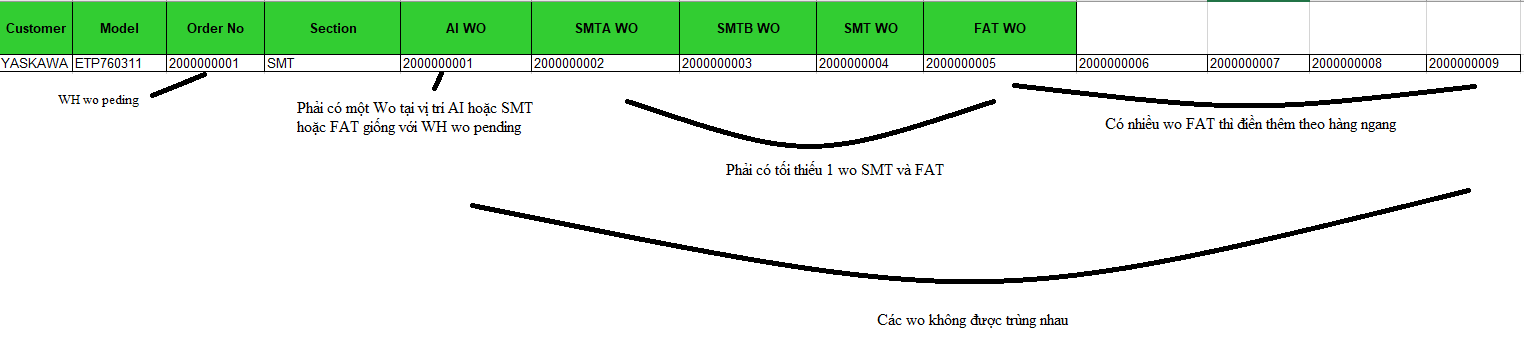 Customer Model Order No Section AI WO SMTA WO SMTB WO SMT WO FAT WO
YASKAWA ETP760311 2000000001 SMT 2000000001 2000000002 2000000003 2000000004 2000000005 2000000006 2000000007 2000000008 2000000009
WH wo peding
Phải có một Wo tại vị trí AI hoặc SMT
hoặc FAT giống với WH wo pending
Có nhiều wo FAT thì điền thêm theo hàng ngang
Phải có tối thiếu 1 wo SMT và FAT
Các wo không được trùng nhau